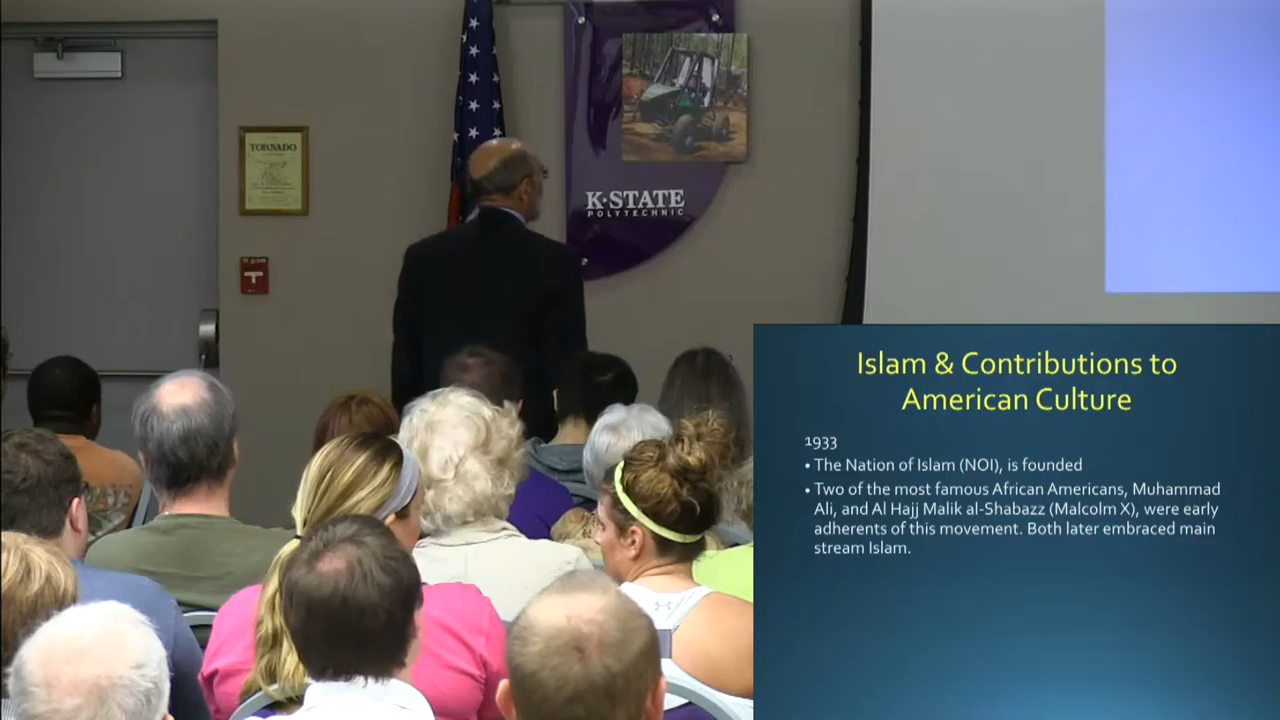 TORNADO
K·STATE
POLYTECHNIC
Islam & Contributions to
American Culture
1933
• The Nation of Islam (NOI), is founded
• Two of the most famous African Americans, Muhammad
Ali, and Al Hajj Malik al-Shabazz (Malcolm X), were early
adherents of this movement. Both later embraced main
stream Islam.